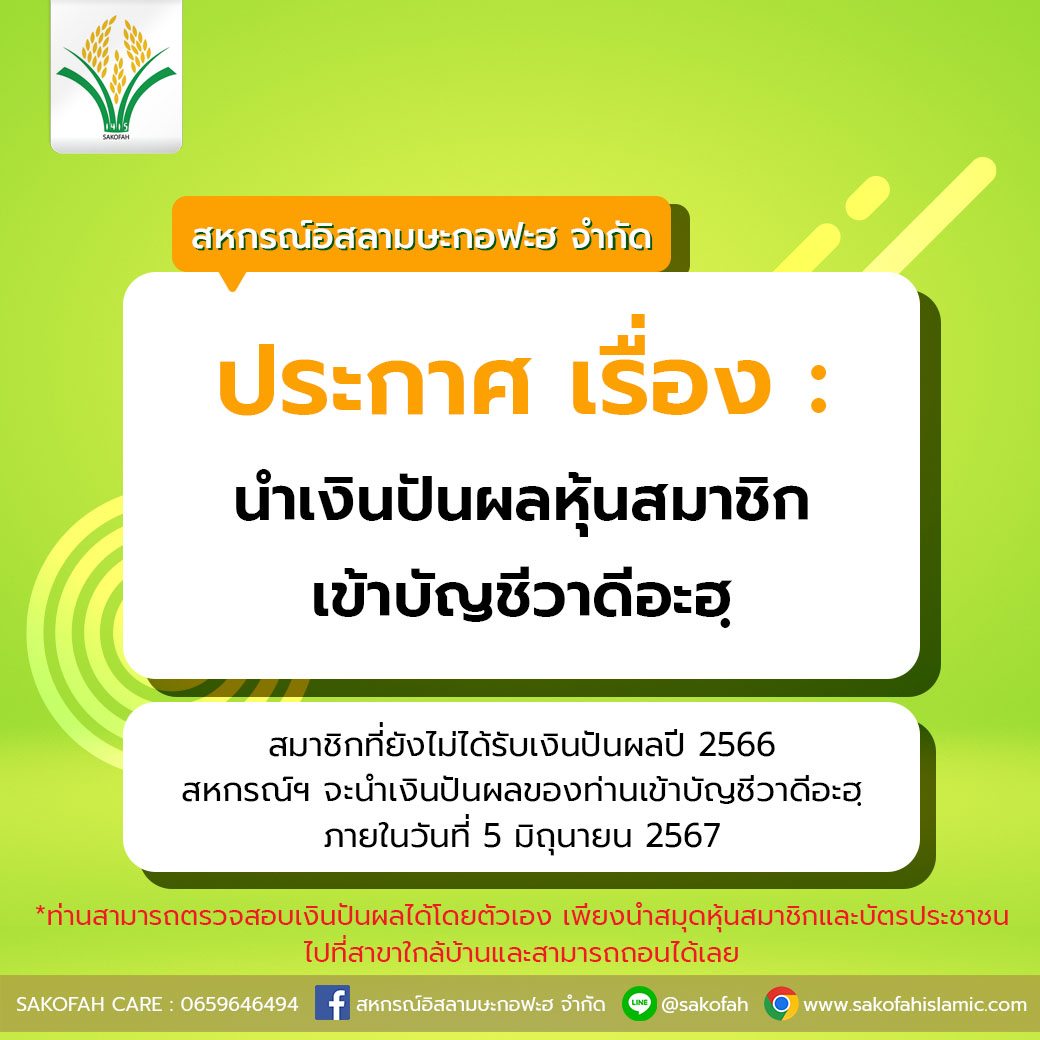 1415
SAKOFAH
สหกรณ์อิสลามษะกอฟะฮ จำกัด
ประกาศ เรื่อง :
นำเงินปันผลหุ้นสมาชิก
เข้าบัญชีวาดีอะฮฺ
สมาชิกที่ยังไม่ได้รับเงินปันผลปี 2566
สหกรณ์ฯ จะนำเงินปันผลของท่านเข้าบัญชีวาดีอะฮฺ
ภายในวันที่ 5 มิถุนายน 2567
*ท่านสามารถตรวจสอบเงินปันผลได้โดยตัวเอง เพียงนำสมุดหุ้นสมาชิกและบัตรประชาชน
ไปที่สาขาใกล้บ้านและสามารถถอนได้เลย
SAKOFAH CARE : 0659646494 สหกรณ์อิสลามษะกอฟะฮ จำกัด LINE @sakofah www.sakofahislamic.com